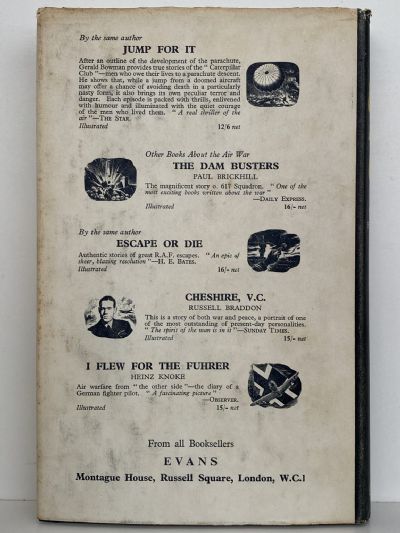 By the same author
JUMP FOR IT
After an outline of the development of the parachute,
Gerald Bowman provides true stories of the " Caterpillar
Club "—men who owe their lives to a parachute descent.
He shows that, while a jump from a doomed aircraft
may offer a chance of avoiding death in a particularly
nasty form, it also brings its own peculiar terror and
danger. Each episode is packed with thrills, enlivened
with humour and illuminated with the quiet courage
of the men who lived them. " A real thriller of the
air "—THE STAR.
Illustrated 12/6 net
Other Books About the Air War
THE DAM BUSTERS
PAUL BRICKHILL
The magnificent story o. 617 Squadron. " One of the
most exciting books written about the war "
—DAILY EXPRESS.
Illustrated 16/- net
By the same author
ESCAPE OR DIE
Authentic stories of great R.A.F. escapes. " An epic of
sheer, blazing resolution "—H. E. BATES.
Illustrated 16/- net
CHESHIRE, V.C.
RUSSELL BRADDON
This is a story of both war and peace, a portrait of one
of the most outstanding of present-day personalities.
" The spirit of the man is in it "—SUNDAY TIMES.
Illustrated 15/- net
I FLEW FOR THE FUHRER
HEINZ KNOKE
Air warfare from " the other side "—the diary of a
German fighter pilot. " A fascinating picture "
—OBSERVER.
Illustrated 15/- net
From all Booksellers
EVANS
Montague House, Russell Square, London, W.C.1